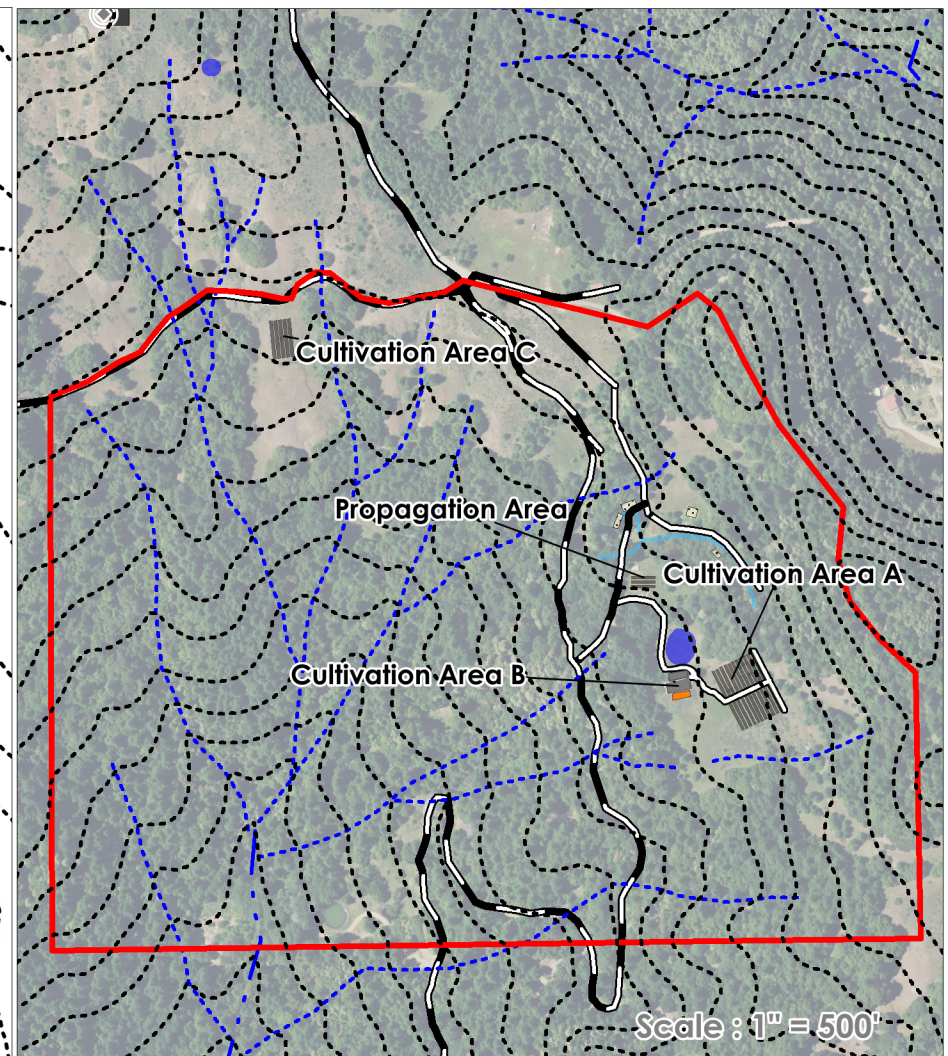 Cultivation Area C
Propagation Area
Cultivation Area A
Cultivation Area B
Scale : 1" = 500'